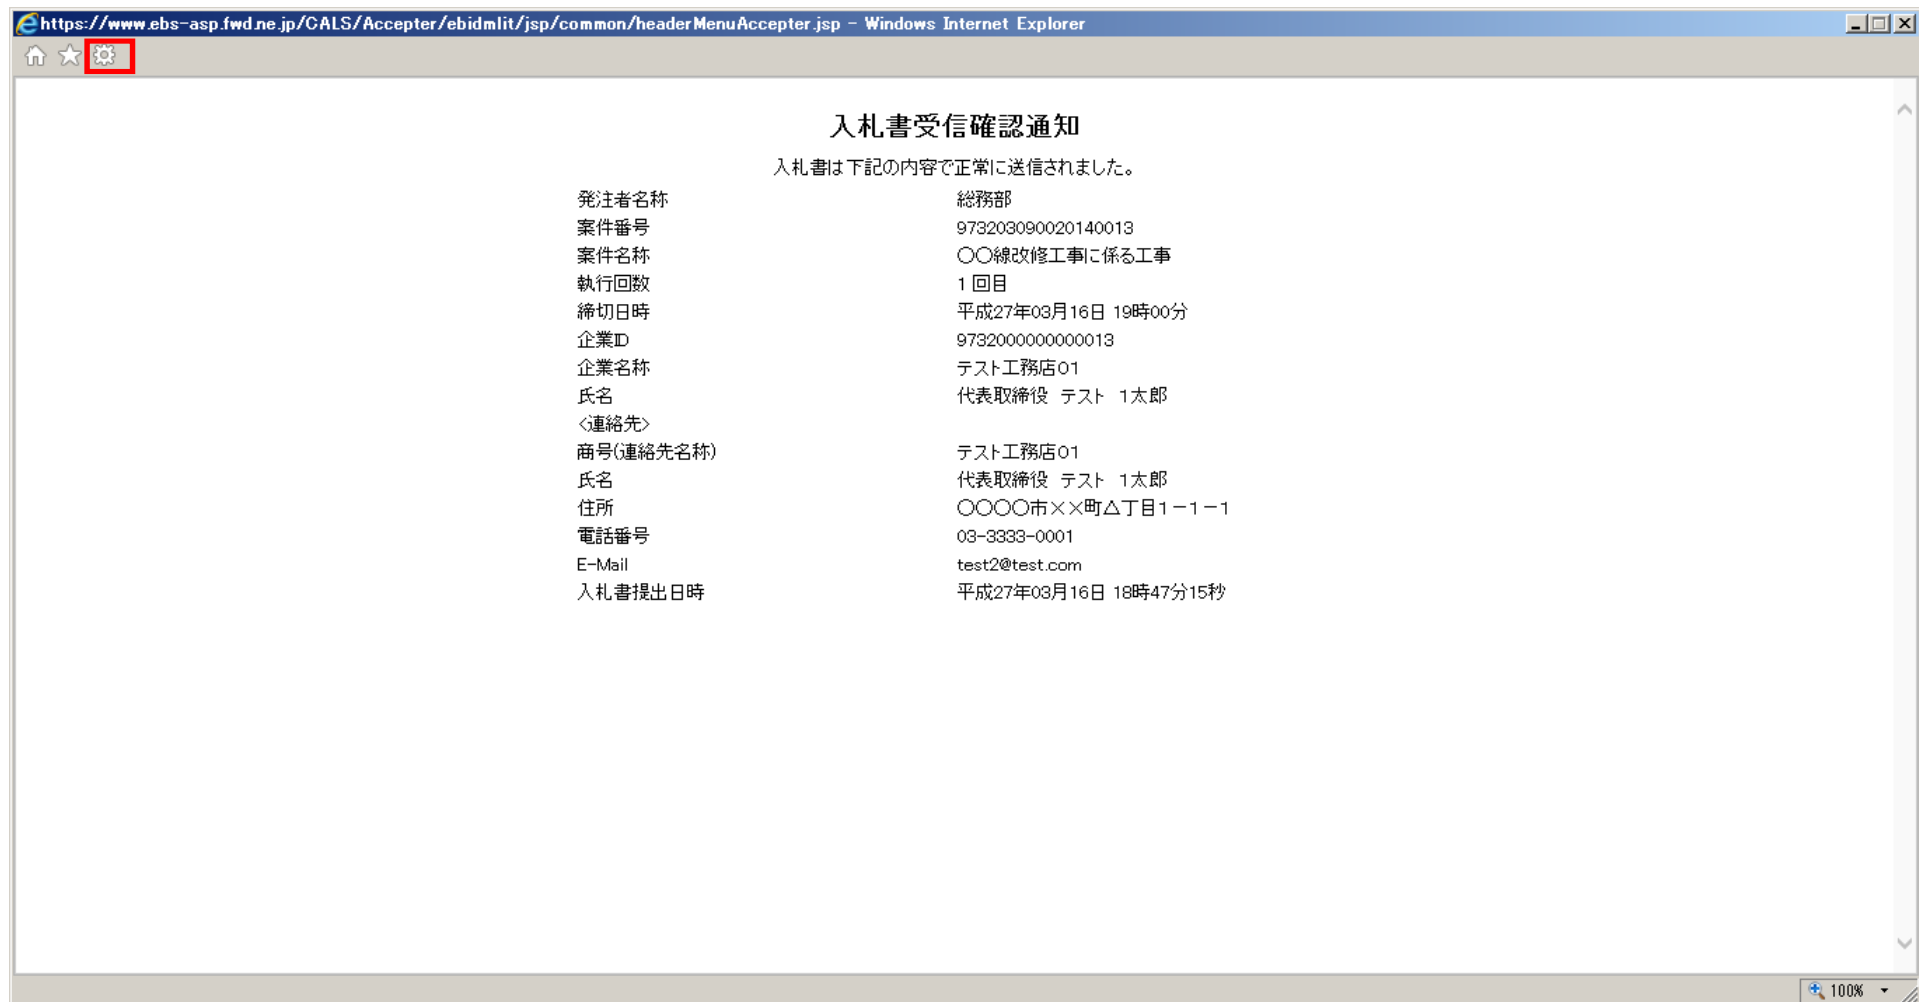 https://www.ebs-asp.fwd.ne.jp/CALS/Accepter/ebidmlit/jsp/common/headerMenuAccepter.jsp - Windows Internet Explorer
入札書受信確認通知
入札書は下記の内容で正常に送信されました。
発注者名称 総務部
案件番号 973203090020140013
案件名称 〇〇線改修工事に係る工事
執行回数 1 回目
締切日時 平成27年03月16日 19時00分
企業ID 9732000000000013
企業名称 テスト工務店01
氏名 代表取締役 テスト 1太郎
<連絡先>
商号(連絡先名称) テスト工務店01
氏名 代表取締役 テスト 1太郎
住所 〇〇〇〇市××町△丁目1-1-1
電話番号 03-3333-0001
E-Mail test2@test.com
入札書提出日時 平成27年03月16日 18時47分15秒
100%